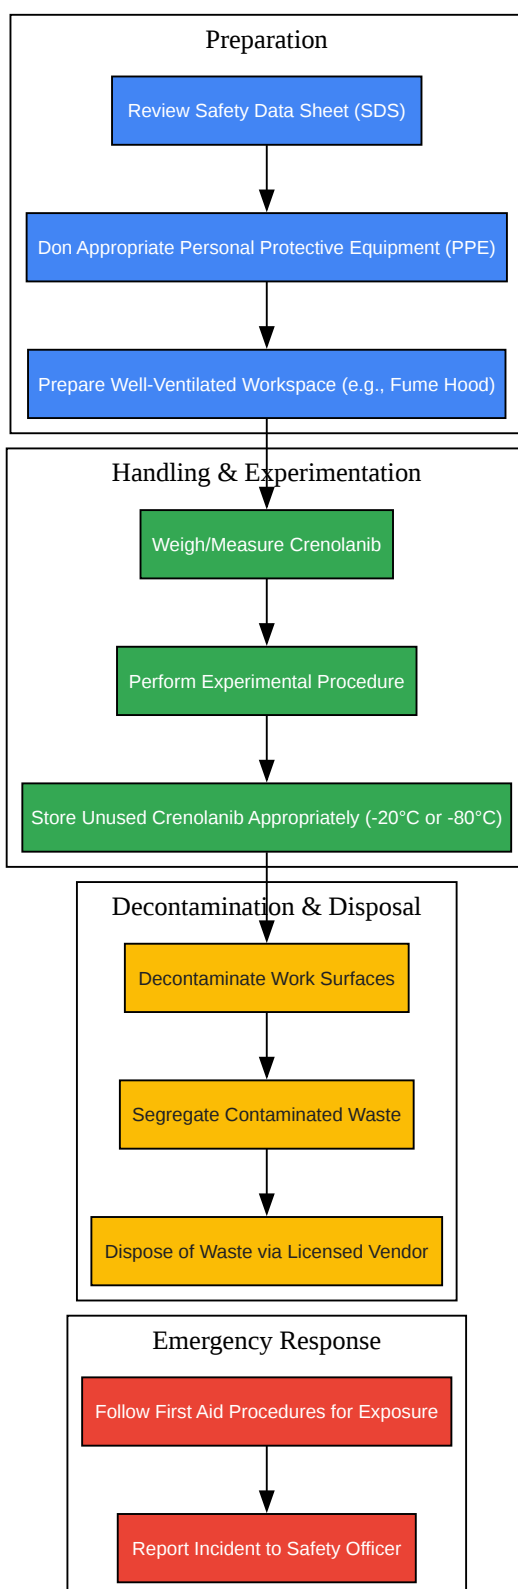 Preparation
Review Safety Data Sheet (SDS)
Don Appropriate Personal Protective Equipment (PPE)
Prepare Well-Ventilated Workspace (e.g., Fume Hood)
Handling & Experimentation
Weigh/Measure Crenolanib
Perform Experimental Procedure
Store Unused Crenolanib Appropriately (-20°C or -80°C)
Decontamination & Disposal
Decontaminate Work Surfaces
Segregate Contaminated Waste
Dispose of Waste via Licensed Vendor
Emergency Response
Follow First Aid Procedures for Exposure
Report Incident to Safety Officer